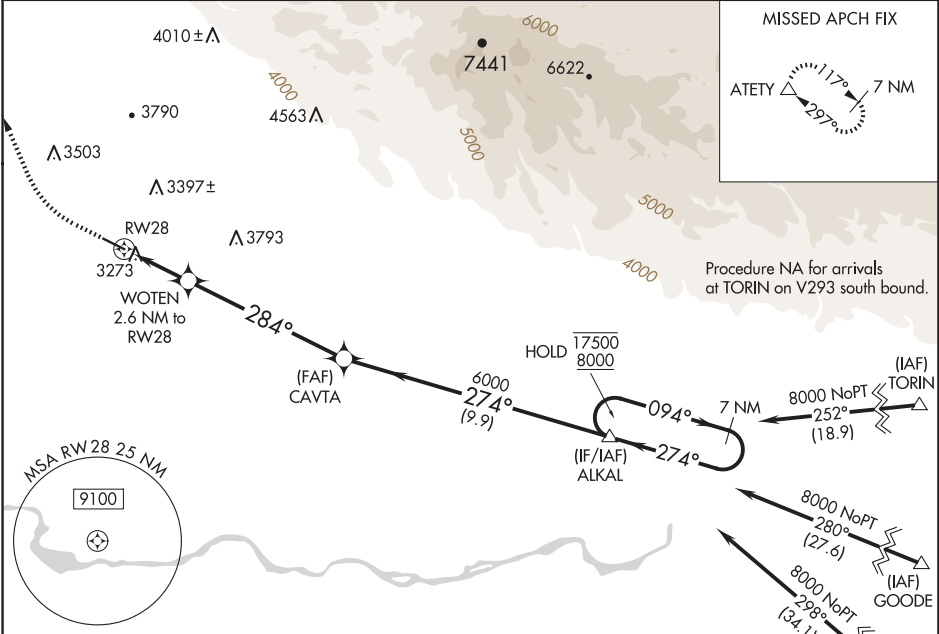 4010±
6000
7441
6622
4000
3790
4563
5000
3503
3397±
5000
RW28
3793
4000
3273
WOTEN
2.6 NM to
RW28
284°
MISSED APCH FIX
ATETY
117°
297°
7 NM
Procedure NA for arrivals
at TORIN on V293 south bound.
(FAF)
CAVTA
6000
274°
(9.9)
HOLD
17500
8000
094°
7 NM
274°
(IF/IAF)
ALKAL
(IAF)
TORIN
8000 NoPT
252°
(18.9)
8000 NoPT
280°
(27.6)
(IAF)
GOODE
8000 NoPT
298°
(34.1)
MSA RW28 25 NM
9100